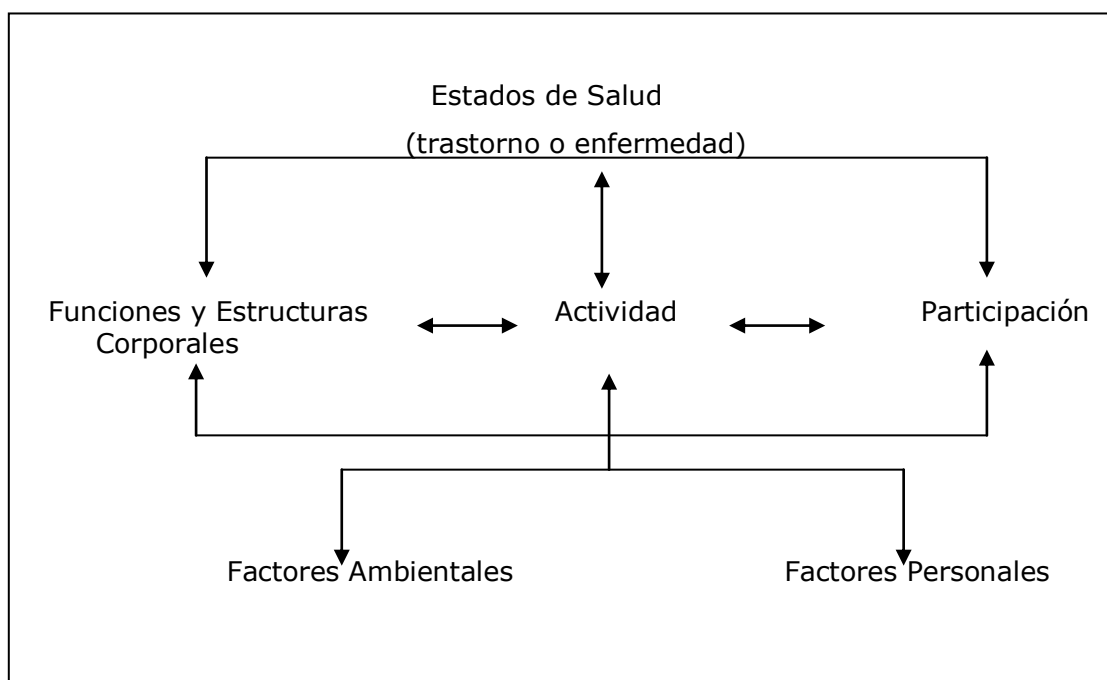 Estados de Salud
(trastorno o enfermedad)
Funciones y Estructuras
Corporales
Actividad
Participación
Factores Ambientales
Factores Personales